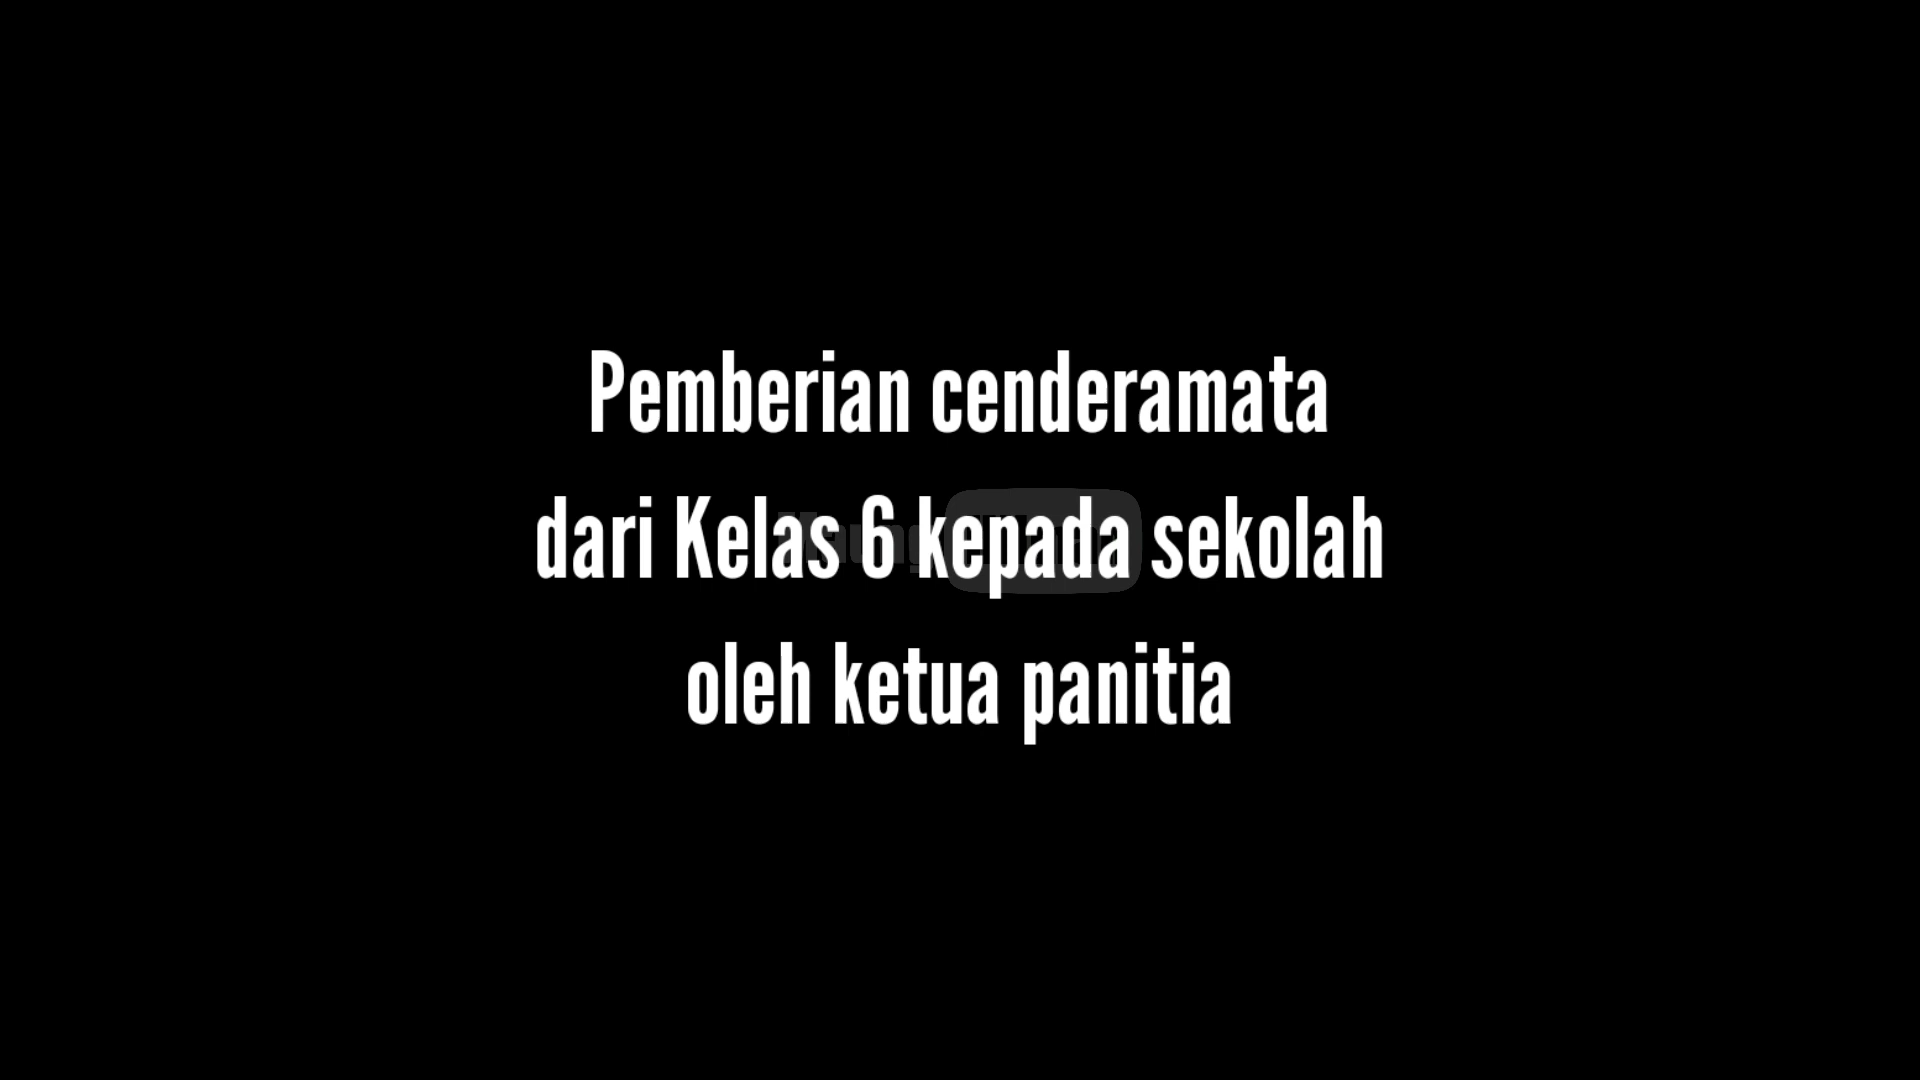 Pemberian cenderamata
dari Kelas 6 kepada sekolah
oleh ketua panitia